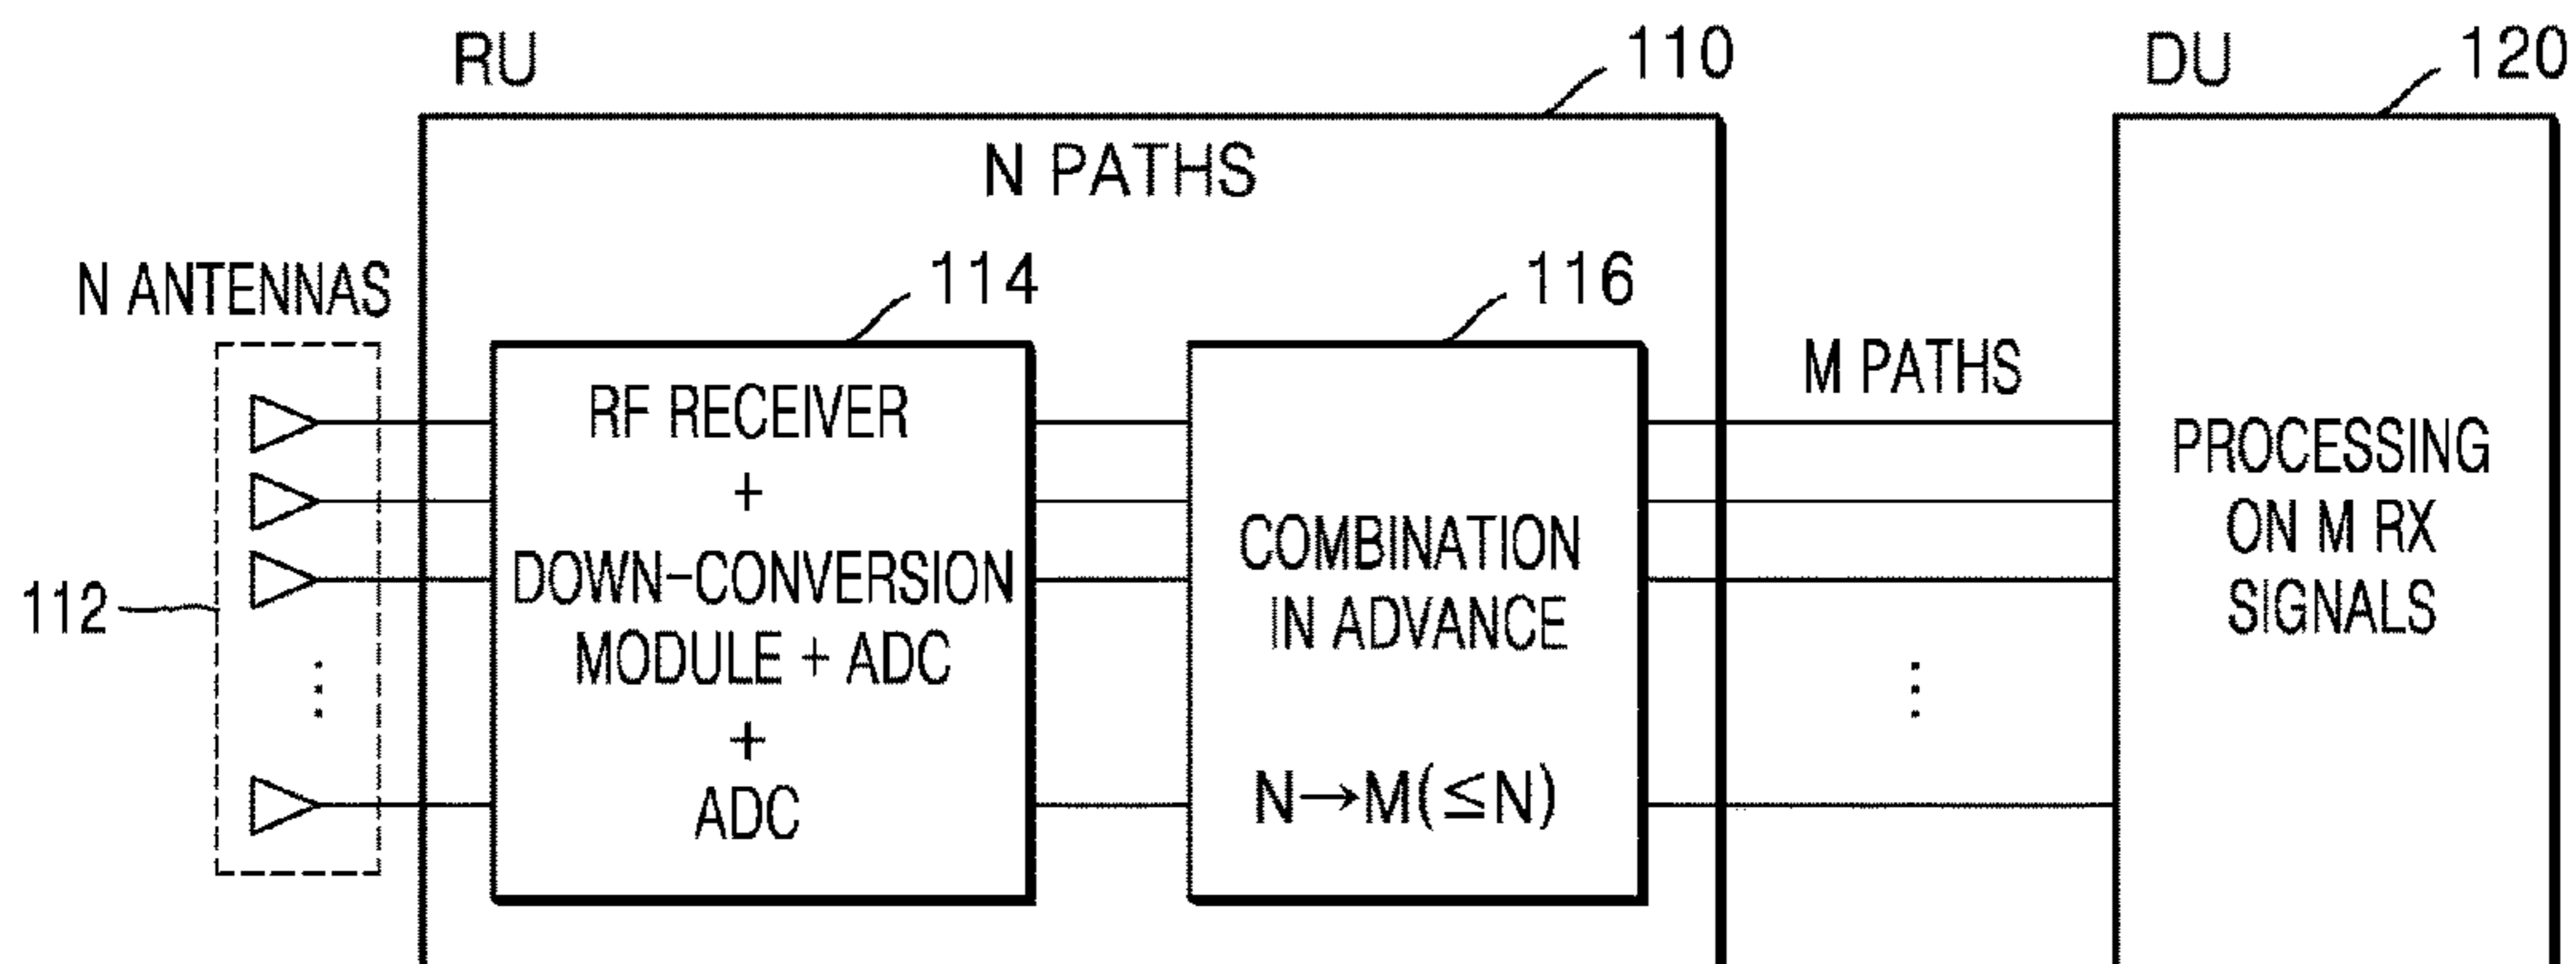 RU
110
DU
120
N PATHS
N ANTENNAS
114
116
M PATHS
RF RECEIVER
+
DOWN-CONVERSION
MODULE + ADC
+
ADC
COMBINATION
IN ADVANCE
N→M(≦N)
PROCESSING
ON M RX
SIGNALS
112